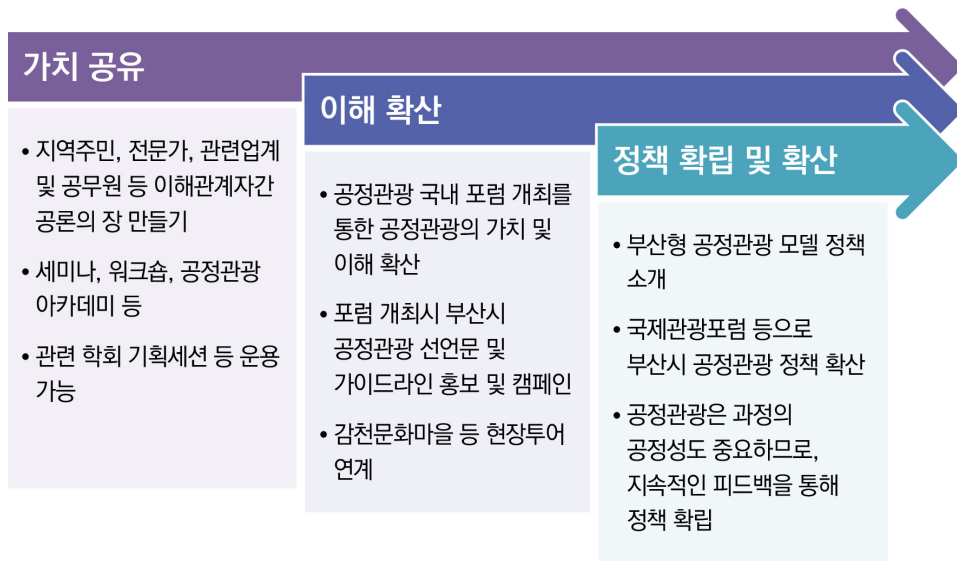 가치 공유
• 지역주민, 전문가, 관련업계
및 공무원 등 이해관계자간
공론의 장 만들기
• 세미나, 워크숍, 공정관광
아카데미 등
• 관련 학회 기획세션 등 운용
가능
이해 확산
• 공정관광 국내 포럼 개최를
통한 공정관광의 가치 및
이해 확산
• 포럼 개최시 부산시
공정관광 선언문 및
가이드라인 홍보 및 캠페인
• 감천문화마을 등 현장투어
연계
정책 확립 및 확산
• 부산형 공정관광 모델 정책
소개
• 국제관광포럼 등으로
부산시 공정관광 정책 확산
• 공정관광은 과정의
공정성도 중요하므로,
지속적인 피드백을 통해
정책 확립